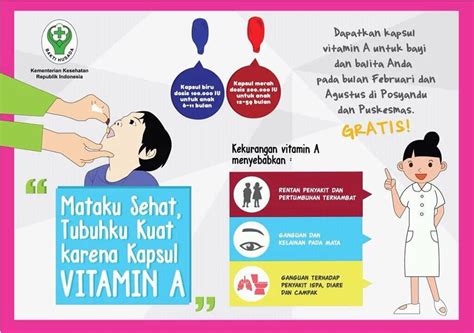 BAKTI HUSADA
Kementerian Kesehatan
Republik Indonesia
Kapsul biru
dosis 100.000 IU
untuk anak
6-11 bulan
Kapsul merah
dosis 200.000 IU
untuk anak
12-59 bulan
Dapatkan kapsul
vitamin A untuk bayi
dan balita Anda
pada bulan Februari dan
Agustus di Posyandu
dan Puskesmas.
GRATIS!
Kekurangan vitamin A
menyebabkan :
RENTAN PENYAKIT DAN
PERTUMBUHAN TERHAMBAT
GANGUAN DAN
KELAINAN PADA MATA
GANGUAN TERHADAP
PENYAKIT ISPA, DIARE
DAN CAMPAK
"Mataku Sehat,
Tubuhku Kuat
karena Kapsul
VITAMIN A"